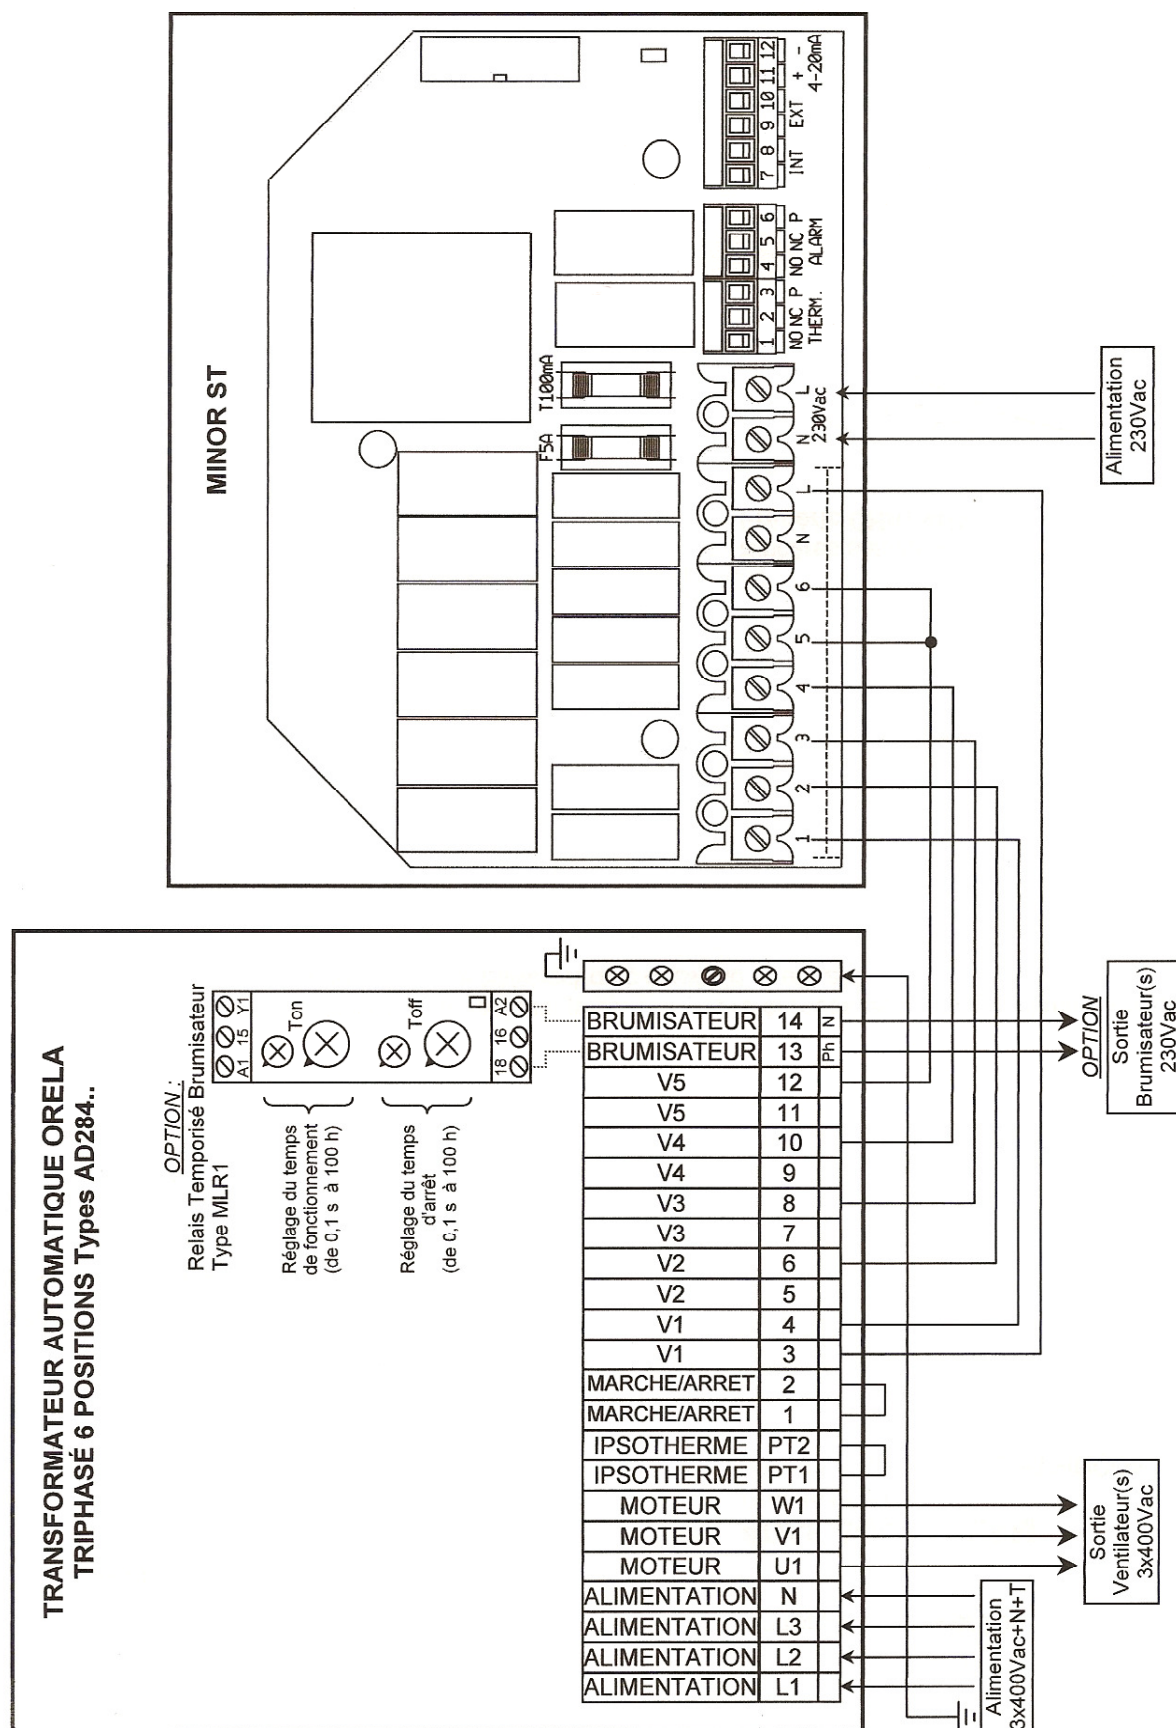 MINOR ST
T100mA
F5A
7 8 9 10 11 12
INT EXT + -
4-20mA
1 2 3 4 5 6
NO NC P NO NC P
THERM. ALARM
1 2 3 4 5 6 N L N L
230Vac
Alimentation
230Vac
TRANSFORMATEUR AUTOMATIQUE ORELA
TRIPHASÉ 6 POSITIONS Types AD284..
OPTION :
Relais Temporisé Brumisateur
Type MLR1
A1 15 Y1
Ton
Toff
18 16 A2
Réglage du temps
de fonctionnement
(de 0,1 s à 100 h)
Réglage du temps
d'arrêt
(de 0,1 s à 100 h)
BRUMISATEUR 14 N
BRUMISATEUR 13 Ph
V5 12
V5 11
V4 10
V4 9
V3 8
V3 7
V2 6
V2 5
V1 4
V1 3
MARCHE/ARRET 2
MARCHE/ARRET 1
IPSOTHERME PT2
IPSOTHERME PT1
MOTEUR W1
MOTEUR V1
MOTEUR U1
ALIMENTATION N
ALIMENTATION L3
ALIMENTATION L2
ALIMENTATION L1
OPTION
Sortie
Brumisateur(s)
230Vac
Sortie
Ventilateur(s)
3x400Vac
Alimentation
3x400Vac+N+T